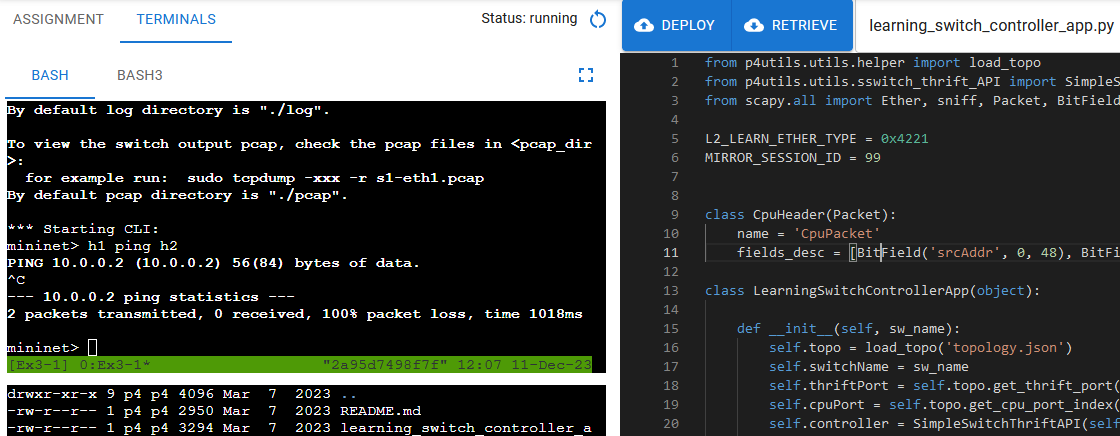 ASSIGNMENT TERMINALS Status: running
BASH BASH3
By default log directory is "./log".
To view the switch output pcap, check the pcap files in <pcap_dir
>:
for example run:  sudo tcpdump -xxx -r s1-eth1.pcap
By default pcap directory is "./pcap".
*** Starting CLI:
mininet> h1 ping h2
PING 10.0.0.2 (10.0.0.2) 56(84) bytes of data.
^C
--- 10.0.0.2 ping statistics ---
2 packets transmitted, 0 received, 100% packet loss, time 1018ms
mininet>
[Ex3-1] 0:Ex3-1* "2a95d7498f7f" 12:07 11-Dec-23
drwxr-xr-x 9 p4 p4 4096 Mar  7  2023 ..
-rw-r--r-- 1 p4 p4 2950 Mar  7  2023 README.md
-rw-r--r-- 1 p4 p4 3294 Mar  7  2023 learning_switch_controller_a
DEPLOY RETRIEVE learning_switch_controller_app.py
1 from p4utils.utils.helper import load_topo
2 from p4utils.utils.sswitch_thrift_API import SimpleS
3 from scapy.all import Ether, sniff, Packet, BitField
4
5 L2_LEARN_ETHER_TYPE = 0x4221
6 MIRROR_SESSION_ID = 99
7
8
9 class CpuHeader(Packet):
10 name = 'CpuPacket'
11 fields_desc = [BitField('srcAddr', 0, 48), BitFi
12
13 class LearningSwitchControllerApp(object):
14
15 def __init__(self, sw_name):
16 self.topo = load_topo('topology.json')
17 self.switchName = sw_name
18 self.thriftPort = self.topo.get_thrift_port(
19 self.cpuPort = self.topo.get_cpu_port_index(
20 self.controller = SimpleSwitchThriftAPI(self